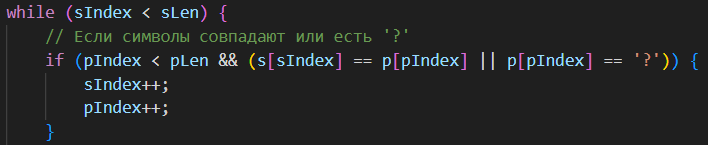 while (sIndex < sLen) {
// Если символы совпадают или есть '?'
if (pIndex < pLen && (s[sIndex] == p[pIndex] || p[pIndex] == '?')) {
sIndex++;
pIndex++;
}